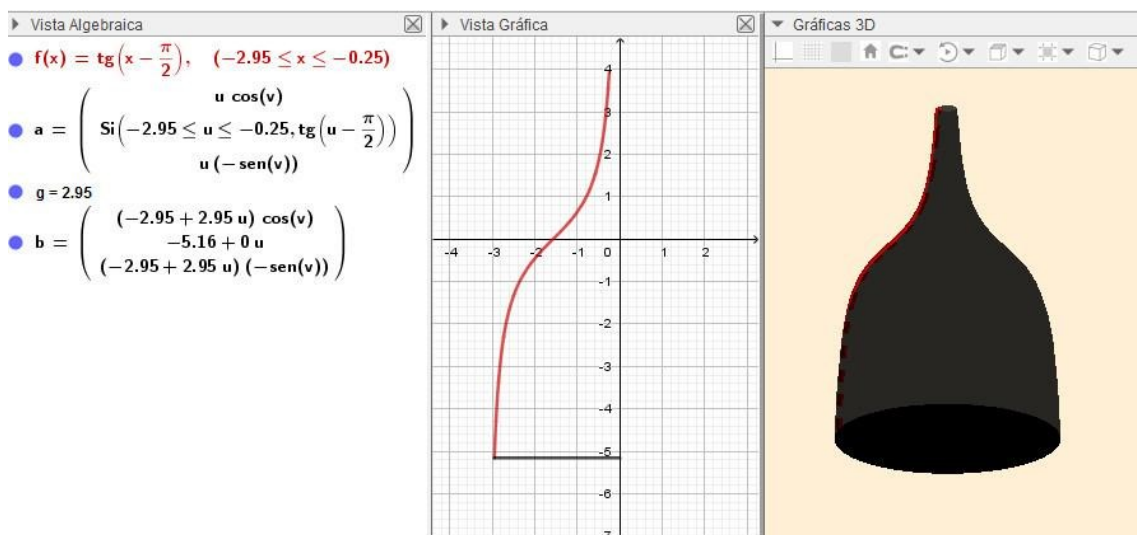 Vista Algebraica
f(x) = tg(x − π/2), (-2.95 ≤ x ≤ −0.25)
a = ( u cos(v)
Si(−2.95 ≤ u ≤ −0.25, tg(u − π/2))
u (− sen(v)) )
g = 2.95
b = ( (−2.95 + 2.95 u) cos(v)
−5.16 + 0 u
(−2.95 + 2.95 u) (−sen(v)) )
Vista Gráfica
4
3
2
1
-4 -3 -2 -1 0 1 2
-1
-2
-3
-4
-5
-6
-7
Gráficas 3D